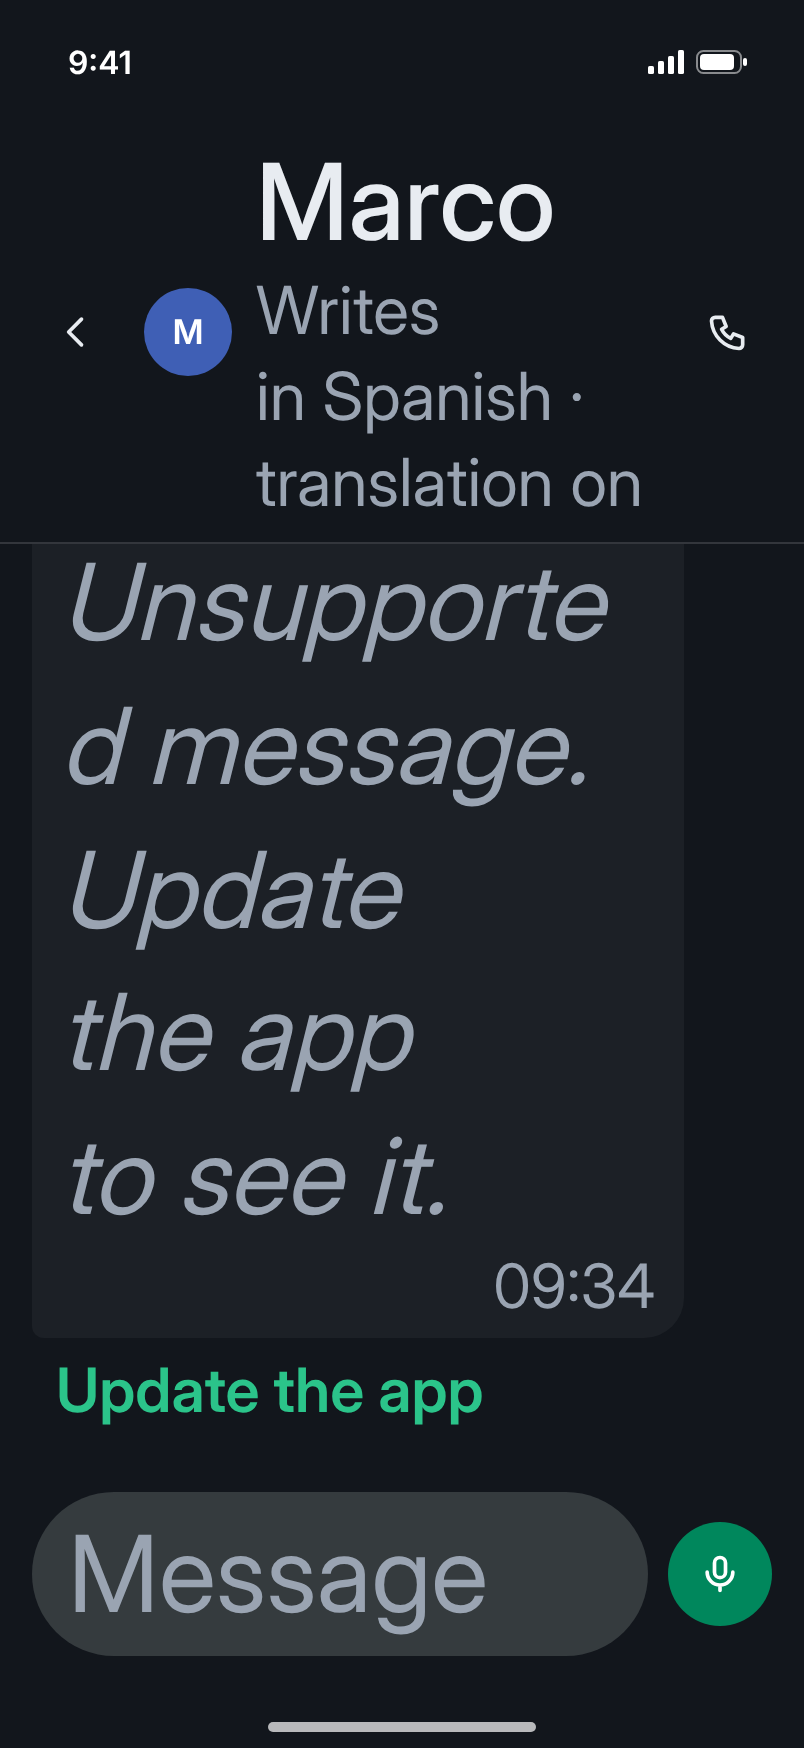 9:41
Marco
M
Writes
in Spanish ·
translation on
Unsupporte
d message.
Update
the app
to see it.
09:34
Update the app
Message